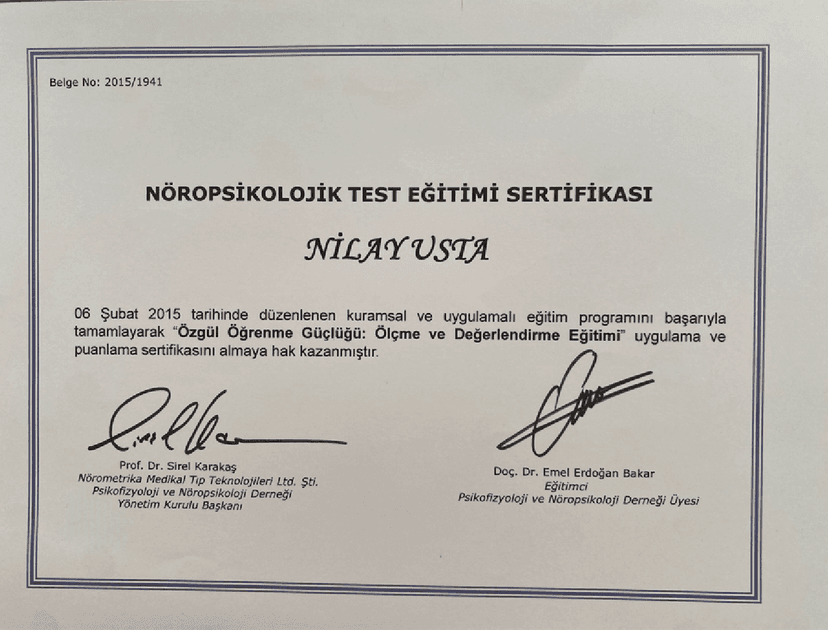 Belge No: 2015/1941
NÖROPSİKOLOJİK TEST EĞİTİMİ SERTİFİKASI
NİLAY USTA
06 Şubat 2015 tarihinde düzenlenen kuramsal ve uygulamalı eğitim programını başarıyla
tamamlayarak “Özgül Öğrenme Güçlüğü: Ölçme ve Değerlendirme Eğitimi” uygulama ve
puanlama sertifikasını almaya hak kazanmıştır.
Prof. Dr. Sirel Karakaş
Nörometrika Medikal Tıp Teknolojileri Ltd. Şti.
Psikofizyoloji ve Nöropsikoloji Derneği
Yönetim Kurulu Başkanı
Doç. Dr. Emel Erdoğan Bakar
Eğitimci
Psikofizyoloji ve Nöropsikoloji Derneği Üyesi